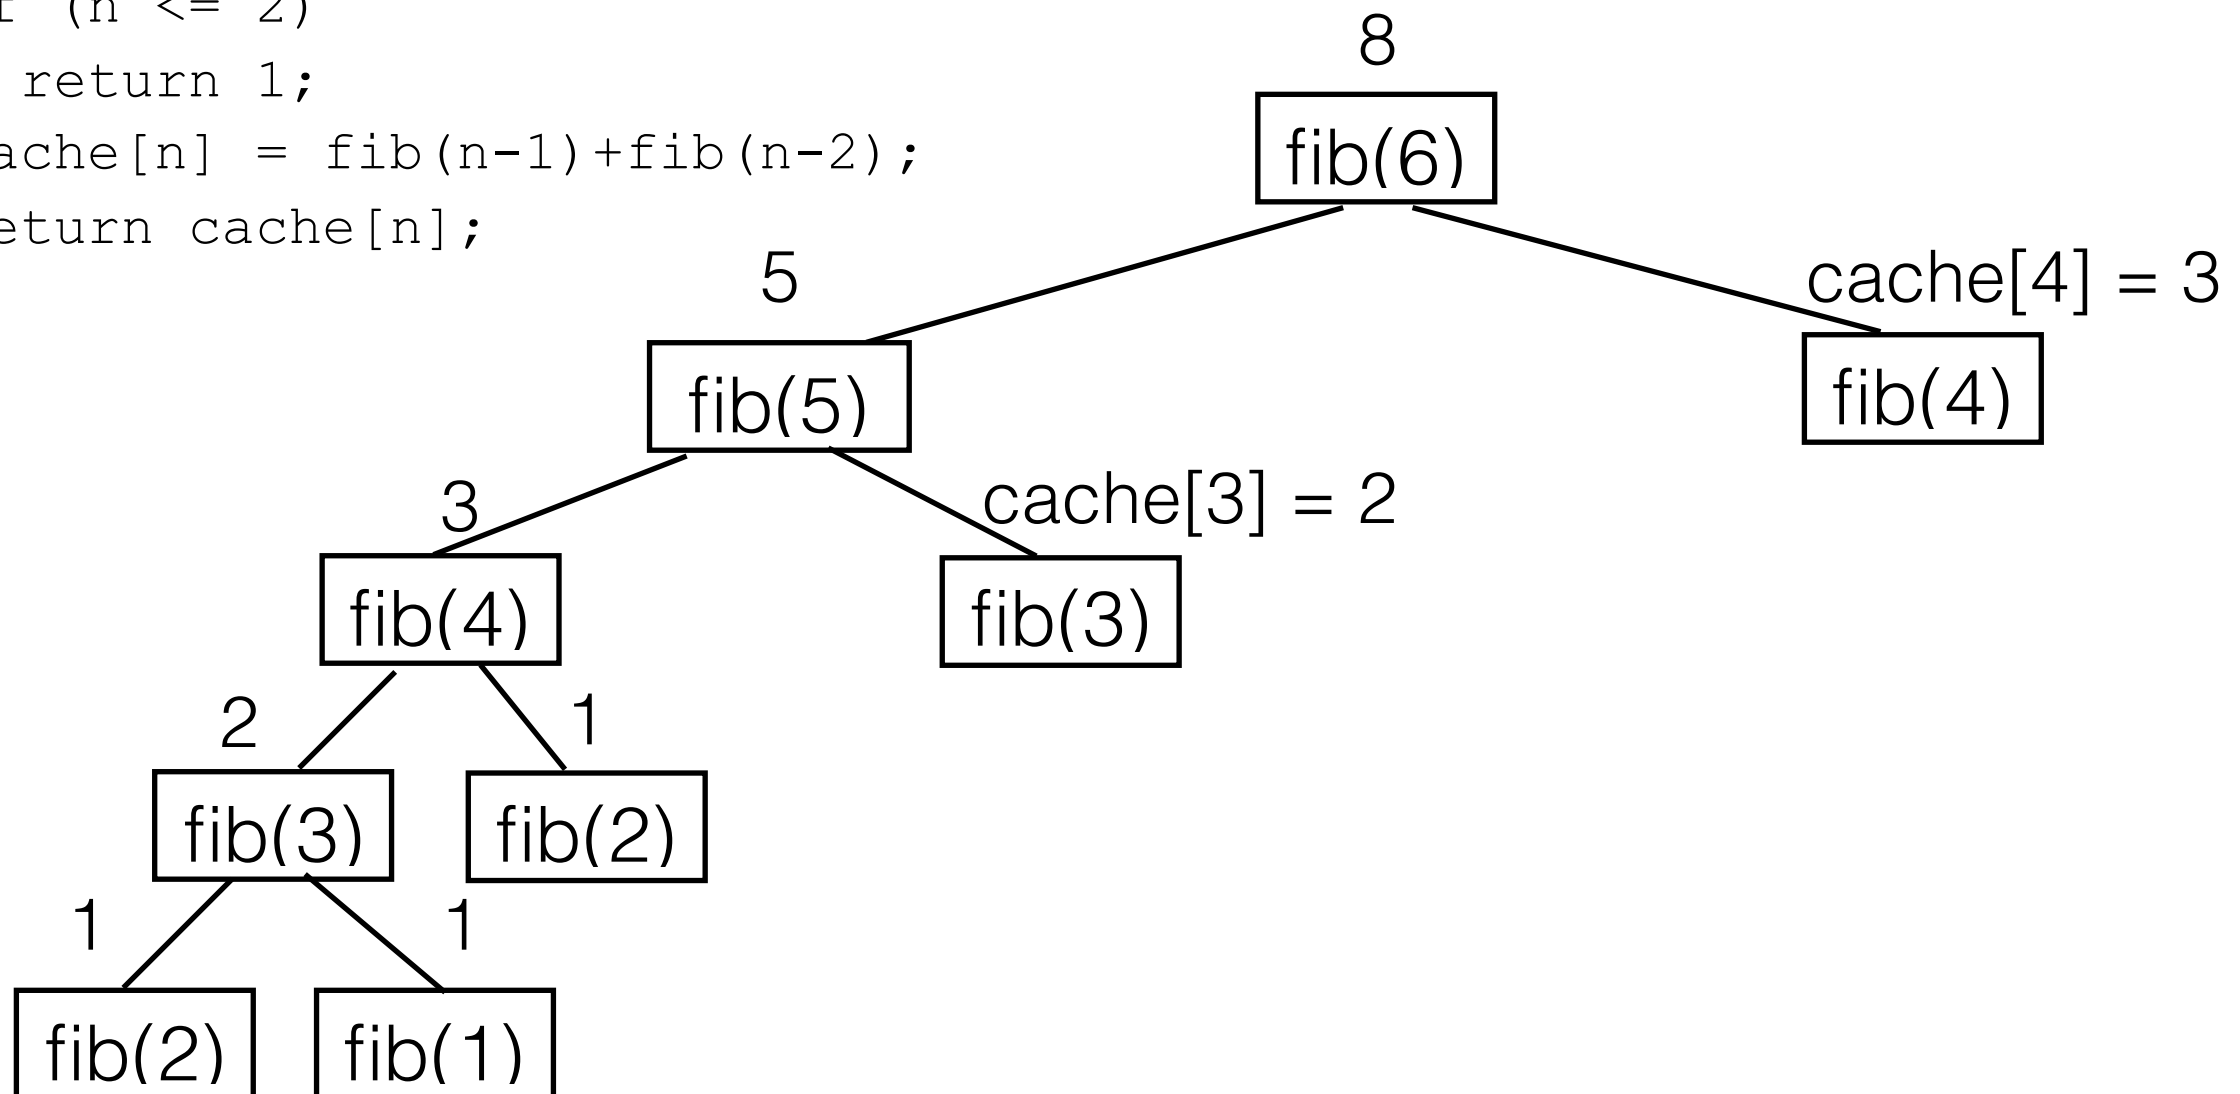 (n <= 2)
return 1;
ache[n] = fib(n-1)+fib(n-2);
eturn cache[n];
8
fib(6)
5
cache[4] = 3
fib(5)
fib(4)
3
cache[3] = 2
fib(4)
fib(3)
2
1
fib(3)
fib(2)
1
1
fib(2)
fib(1)